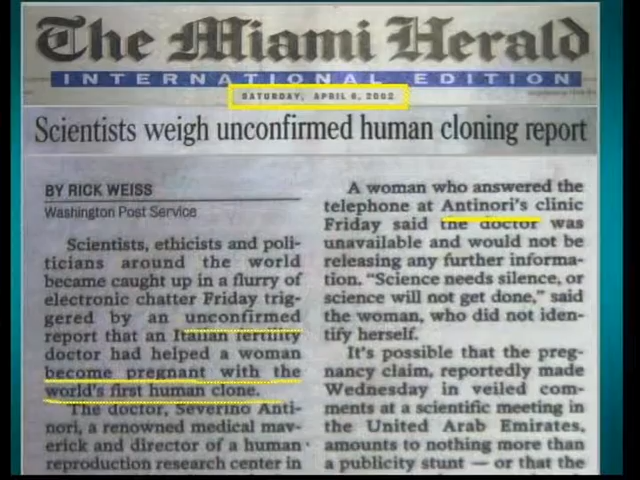 The Miami Herald
INTERNATIONAL EDITION
SATURDAY, APRIL 6, 2002
Scientists weigh unconfirmed human cloning report
BY RICK WEISS
Washington Post Service
Scientists, ethicists and poli-
ticians around the world
became caught up in a flurry of
electronic chatter Friday trig-
gered by an unconfirmed
report that an Italian fertility
doctor had helped a woman
become pregnant with the
world's first human clone.
The doctor, Severino Anti-
nori, a renowned medical mav-
erick and director of a human
reproduction research center in
A woman who answered the
telephone at Antinori's clinic
Friday said the doctor was
unavailable and would not be
releasing any further informa-
tion. “Science needs silence, or
science will not get done,” said
the woman, who did not iden-
tify herself.
It's possible that the preg-
nancy claim, reportedly made
Wednesday in veiled com-
ments at a scientific meeting in
the United Arab Emirates,
amounts to nothing more than
a publicity stunt — or that the